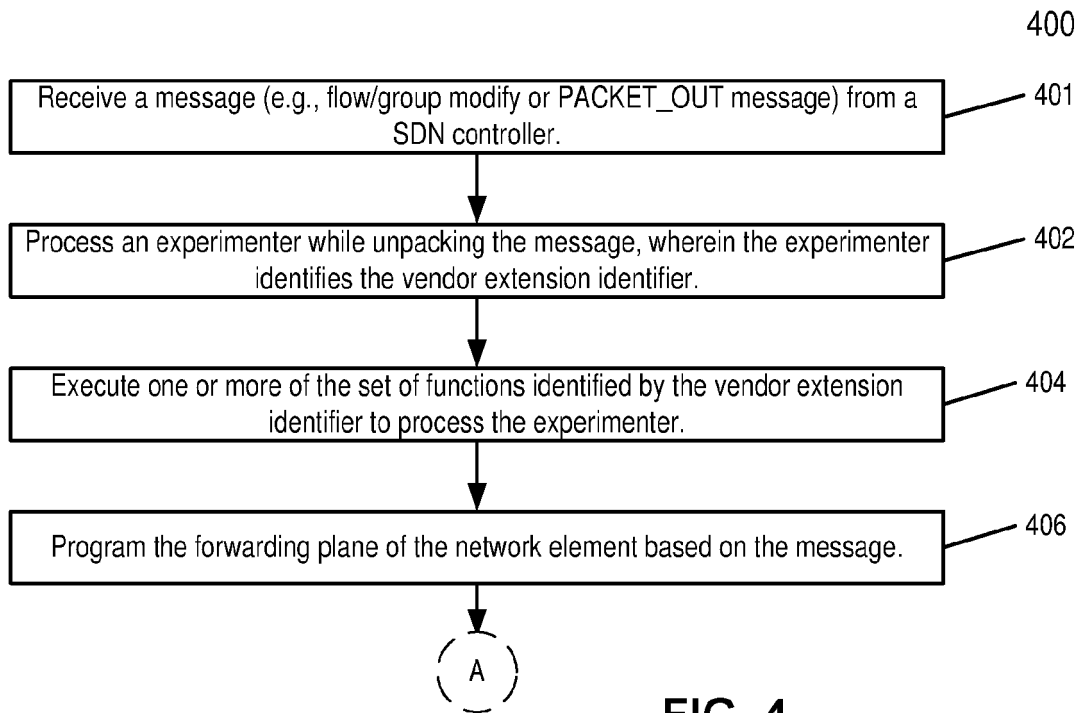 400
Receive a message (e.g., flow/group modify or PACKET_OUT message) from a
SDN controller.
401
Process an experimenter while unpacking the message, wherein the experimenter
identifies the vendor extension identifier.
402
Execute one or more of the set of functions identified by the vendor extension
identifier to process the experimenter.
404
Program the forwarding plane of the network element based on the message.
406
A
FIG. 4